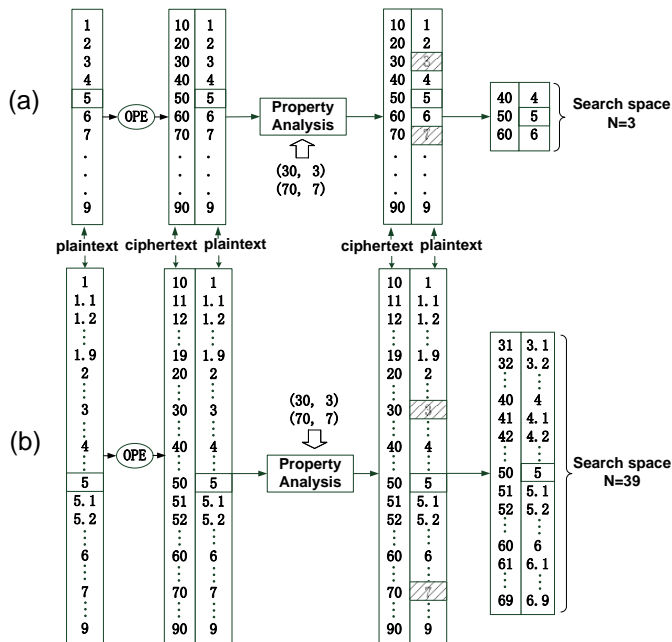 1 10 1 10 1
2 20 2 20 2
3 30 3 30 3
4 40 4 40 4 40 4
(a) 5 OPE 50 5 Property Analysis 50 5 50 5 Search space N=3
6 60 6 60 6 60 6
7 70 7 70 7
(30, 3)
(70, 7)
9 90 9 90 9
plaintext ciphertext plaintext ciphertext plaintext
1 10 1 10 1
1.1 11 1.1 11 1.1
1.2 12 1.2 12 1.2
31 3.1
1.9 19 1.9 19 1.9
32 3.2
2 20 2 20 2
(30, 3)
40 4
3 30 3 30 3
(70, 7)
41 4.1
4 40 4 40 4
42 4.2
(b) OPE Property Analysis Search space N=39
5 50 5 50 5 50 5
5.1 51 5.1 51 5.1 51 5.1
5.2 52 5.2 52 5.2 52 5.2
60 6
6 60 6 60 6
61 6.1
7 70 7 70 7
69 6.9
9 90 9 90 9